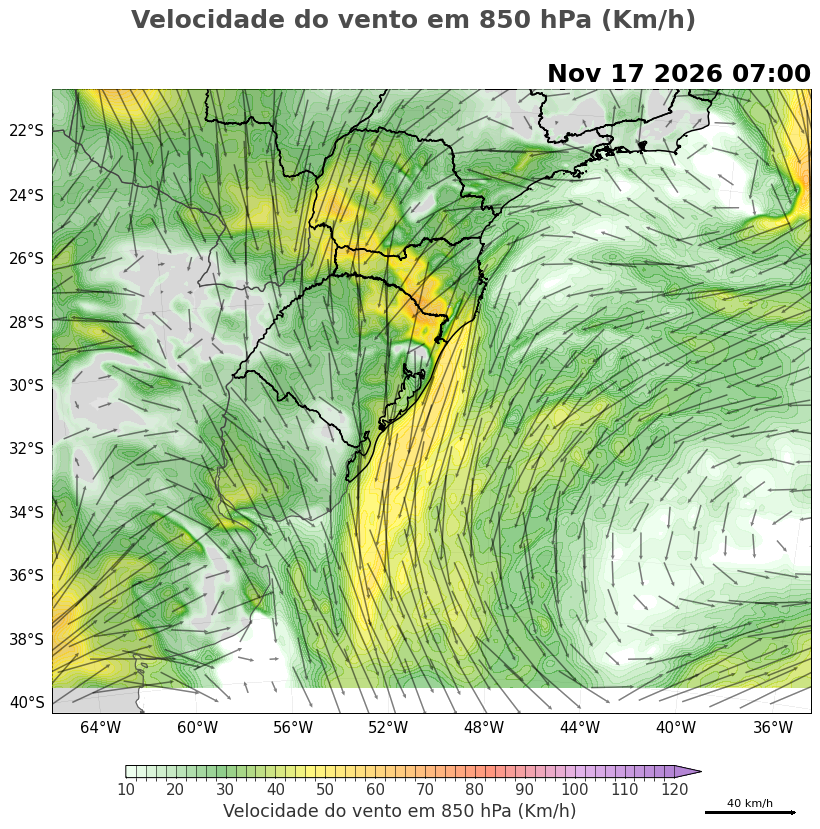 Velocidade do vento em 850 hPa (Km/h)
Nov 17 2026 07:00
22°S
24°S
26°S
28°S
30°S
32°S
34°S
36°S
38°S
40°S
64°W 60°W 56°W 52°W 48°W 44°W 40°W 36°W
10 20 30 40 50 60 70 80 90 100 110 120
Velocidade do vento em 850 hPa (Km/h)
40 km/h